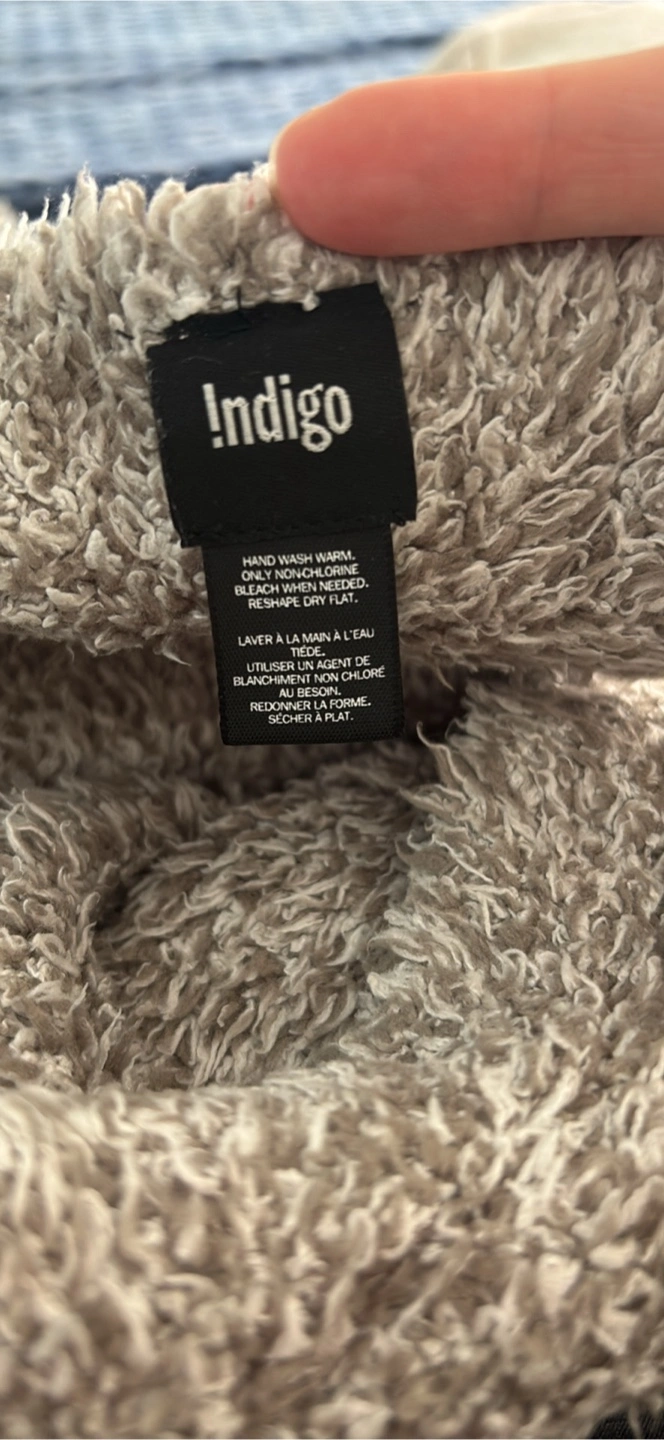 !ndigo
HAND WASH WARM.
ONLY NON-CHLORINE
BLEACH WHEN NEEDED.
RESHAPE DRY FLAT.
LAVER À LA MAIN À L'EAU
TIÉDE.
UTILISER UN AGENT DE
BLANCHIMENT NON CHLORÉ
AU BESOIN.
REDONNER LA FORME.
SÉCHER À PLAT.